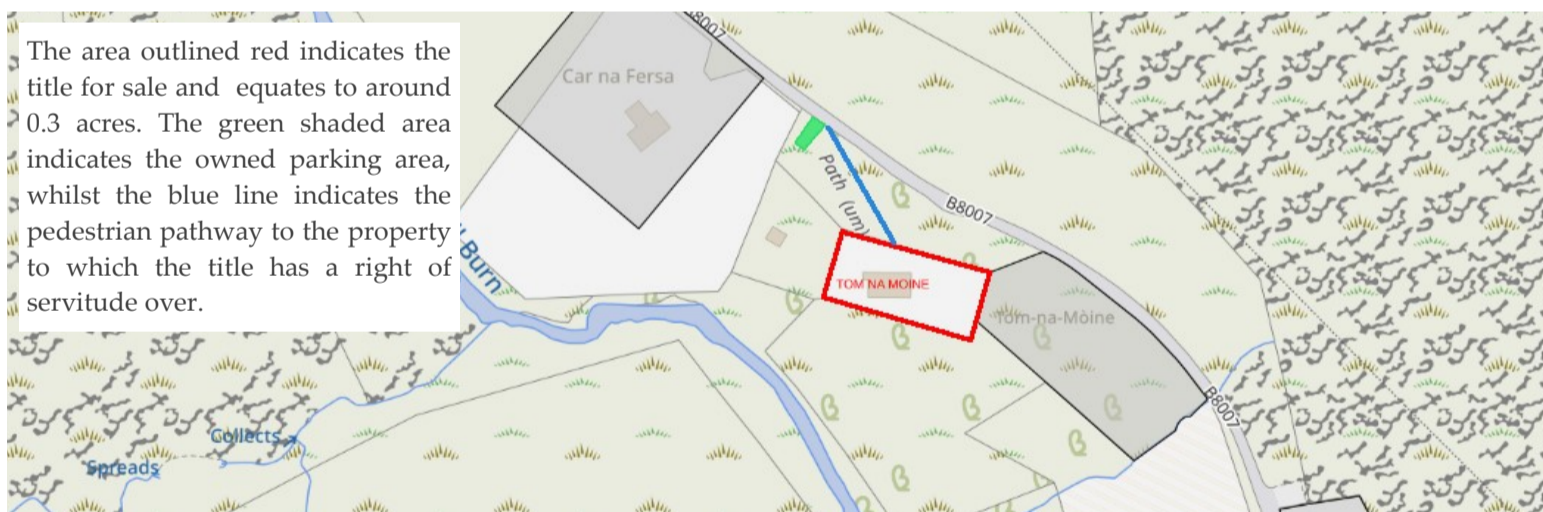 The area outlined red indicates the
title for sale and equates to around
0.3 acres. The green shaded area
indicates the owned parking area,
whilst the blue line indicates the
pedestrian pathway to the property
to which the title has a right of
servitude over.
B8007
Car na Fersa
Path (um)
B8007
Burn
TOM NA MOINE
Tom-na-Mòine
B8007
Collects
Spreads